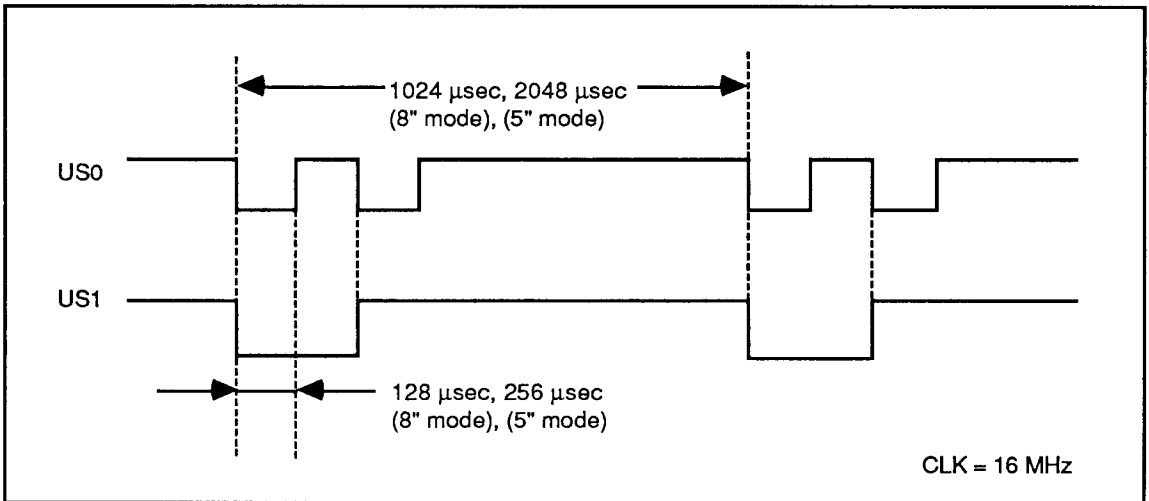 1024 µsec, 2048 µsec
(8" mode), (5" mode)
US0
US1
128 µsec, 256 µsec
(8" mode), (5" mode)
CLK = 16 MHz